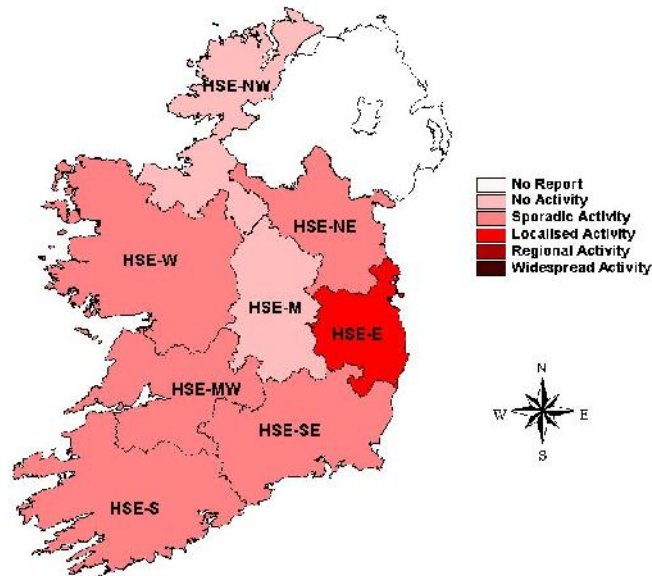 HSE-NW
No Report
No Activity
Sporadic Activity
Localised Activity
Regional Activity
Widespread Activity
HSE-NE
HSE-W
HSE-M
HSE-E
HSE-MW
HSE-SE
HSE-S
N
W E
S